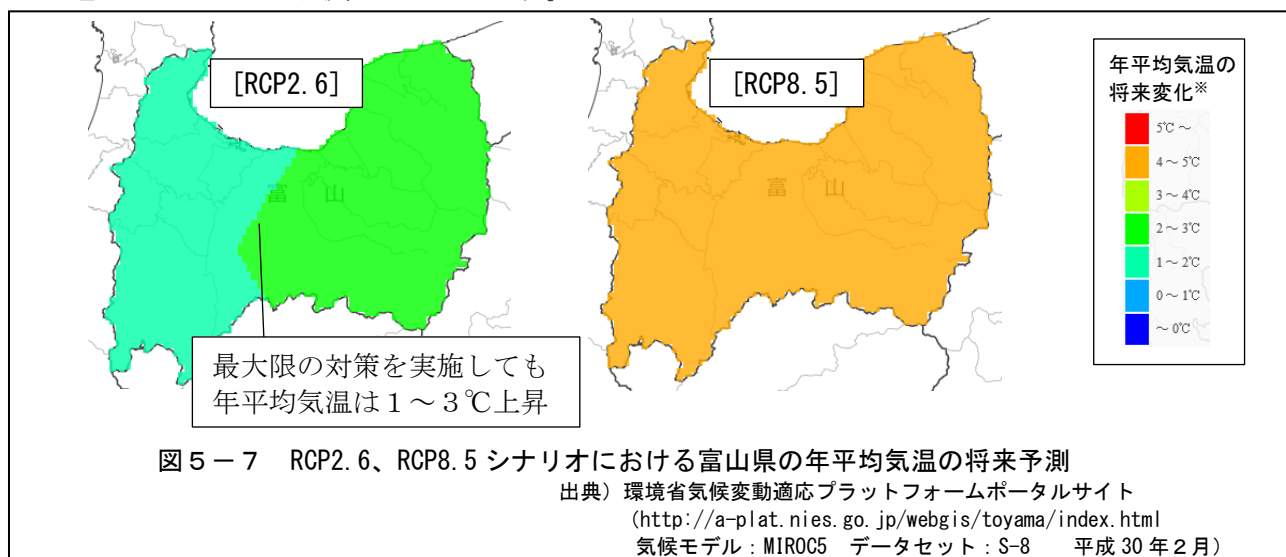 [RCP2.6]
富 山
最大限の対策を実施しても
年平均気温は１～３℃上昇
[RCP8.5]
富 山
年平均気温の
将来変化※
5℃～
4～5℃
3～4℃
2～3℃
1～2℃
0～1℃
～0℃
図５－７ RCP2.6、RCP8.5 シナリオにおける富山県の年平均気温の将来予測
出典）環境省気候変動適応プラットフォームポータルサイト
(http://a-plat.nies.go.jp/webgis/toyama/index.html
気候モデル：MIROC5 データセット：S-8 平成 30 年２月)